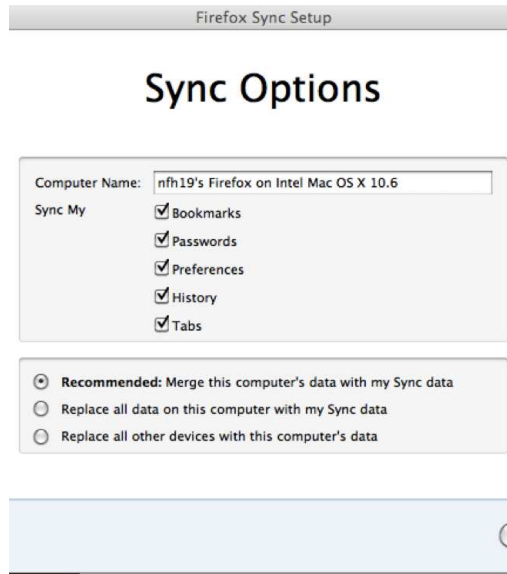 Firefox Sync Setup
Sync Options
Computer Name: nfh19's Firefox on Intel Mac OS X 10.6
Sync My
Bookmarks
Passwords
Preferences
History
Tabs
Recommended: Merge this computer's data with my Sync data
Replace all data on this computer with my Sync data
Replace all other devices with this computer's data